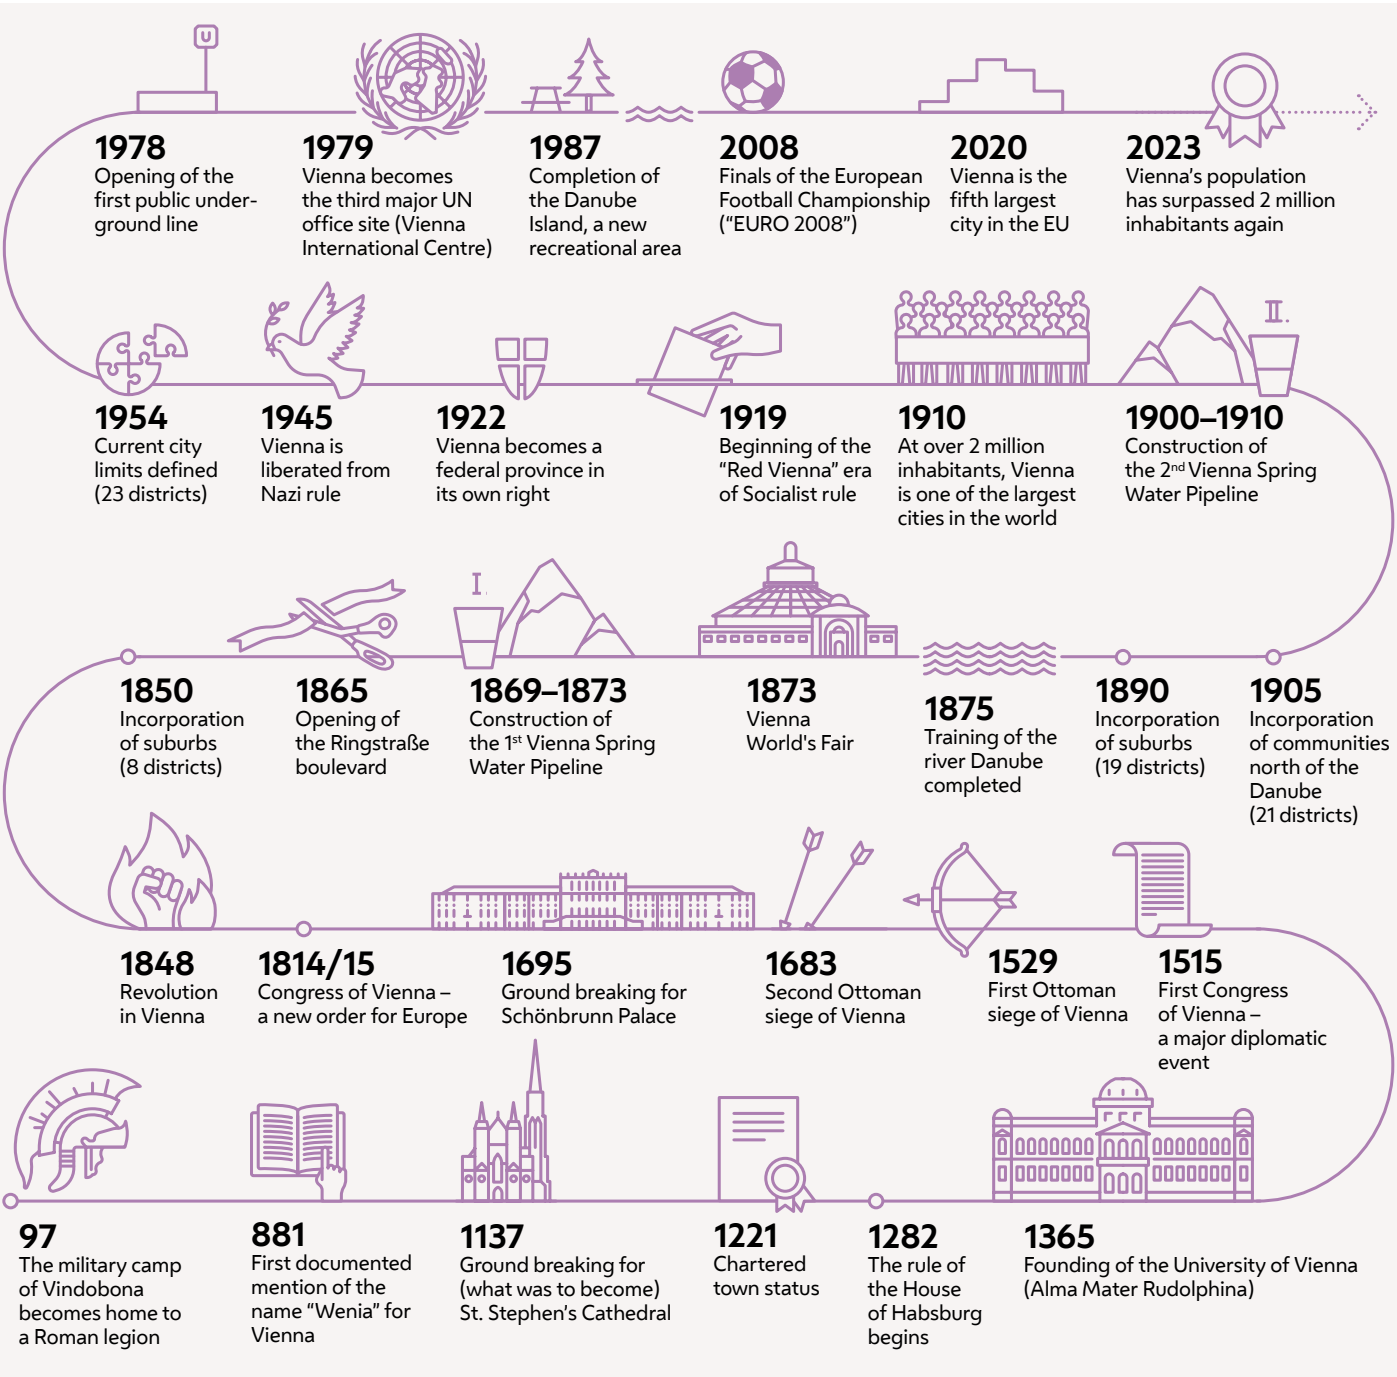 U
1978
Opening of the
first public under-
ground line
1979
Vienna becomes
the third major UN
office site (Vienna
International Centre)
1987
Completion of
the Danube
Island, a new
recreational area
2008
Finals of the European
Football Championship
(“EURO 2008”)
2020
Vienna is the
fifth largest
city in the EU
2023
Vienna’s population
has surpassed 2 million
inhabitants again
1954
Current city
limits defined
(23 districts)
1945
Vienna is
liberated from
Nazi rule
1922
Vienna becomes a
federal province in
its own right
1919
Beginning of the
“Red Vienna” era
of Socialist rule
1910
At over 2 million
inhabitants, Vienna
is one of the largest
cities in the world
II.
1900–1910
Construction of
the 2nd Vienna Spring
Water Pipeline
1850
Incorporation
of suburbs
(8 districts)
1865
Opening of
the Ringstraße
boulevard
I.
1869–1873
Construction of
the 1st Vienna Spring
Water Pipeline
1873
Vienna
World's Fair
1875
Training of the
river Danube
completed
1890
Incorporation
of suburbs
(19 districts)
1905
Incorporation
of communities
north of the
Danube
(21 districts)
1848
Revolution
in Vienna
1814/15
Congress of Vienna –
a new order for Europe
1695
Ground breaking for
Schönbrunn Palace
1683
Second Ottoman
siege of Vienna
1529
First Ottoman
siege of Vienna
1515
First Congress
of Vienna –
a major diplomatic
event
97
The military camp
of Vindobona
becomes home to
a Roman legion
881
First documented
mention of the
name “Wenia” for
Vienna
1137
Ground breaking for
(what was to become)
St. Stephen’s Cathedral
1221
Chartered
town status
1282
The rule of
the House
of Habsburg
begins
1365
Founding of the University of Vienna
(Alma Mater Rudolphina)